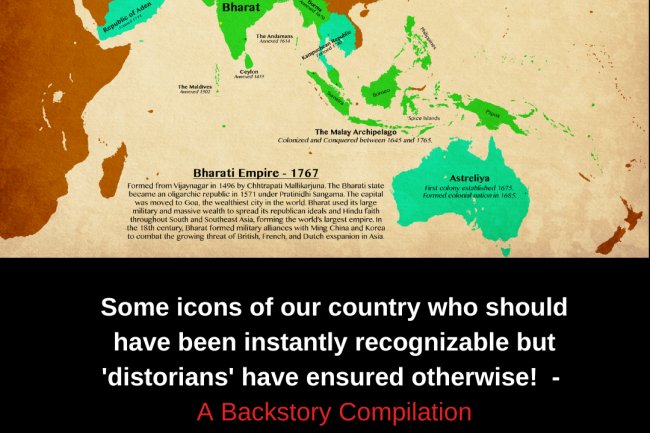 Republic of Aden
Bharat
The Andamans
Annexed 1614
Kampuchean Republic
Philippines
The Maldives
Annexed 1502
Ceylon
Sumatra
Borneo
Spice Islands
Papua
The Malay Archipelago
Colonized and Conquered between 1645 and 1765.
Bharati Empire - 1767
Formed from Vijaynagar in 1496 by Chhtrapati Mallikarjuna. The Bharati state
became an oligarchic republic in 1571 under Pratinidhi Sangama. The capital
was moved to Goa, the wealthiest city in the world. Bharat used its large
military and massive wealth to spread its republican ideals and Hindu faith
throughout South and Southeast Asia, forming the world's largest empire. In
the 18th century, Bharat formed military alliances with Ming China and Korea
to combat the growing threat of British, French, and Dutch exspanion in Asia.
Astreliya
First colony established 1675.
Formed colonial nation in 1685.
Some icons of our country who should
have been instantly recognizable but
'distorians' have ensured otherwise! -
A Backstory Compilation